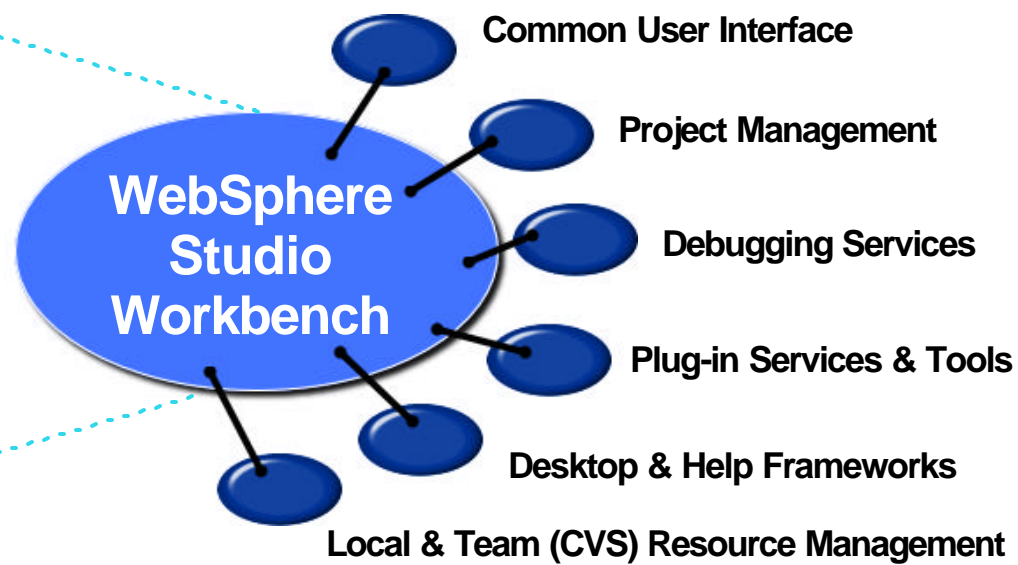 Common User Interface
Project Management
WebSphere
Studio
Workbench
Debugging Services
Plug-in Services & Tools
Desktop & Help Frameworks
Local & Team (CVS) Resource Management